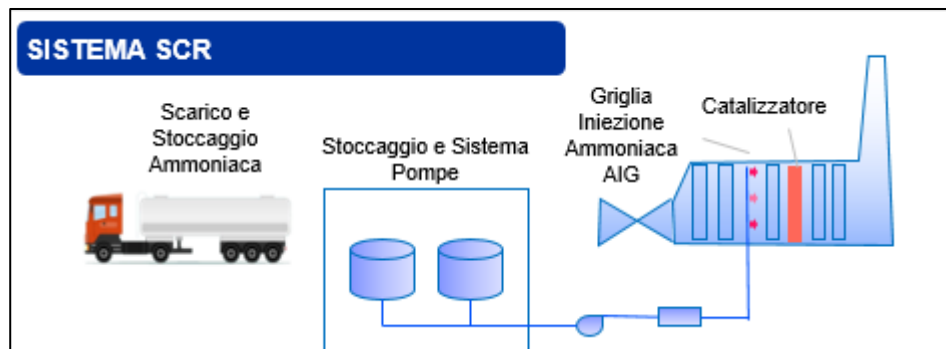 SISTEMA SCR
Scarico e
Stoccaggio
Ammoniaca
Stoccaggio e Sistema
Pompe
Griglia
Iniezione
Ammoniaca
AIG
Catalizzatore